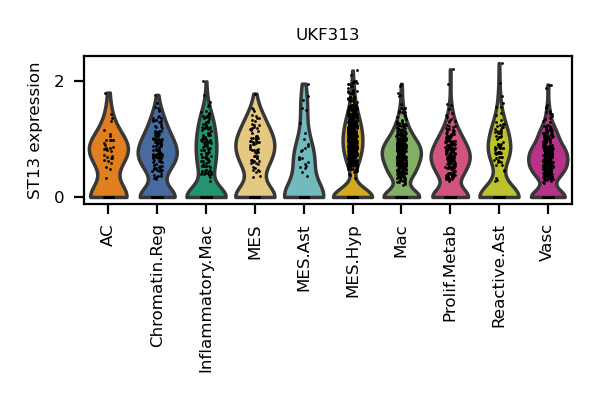 UKF313
ST13 expression
2
0
AC
Chromatin.Reg
Inflammatory.Mac
MES
MES.Ast
MES.Hyp
Mac
Prolif.Metab
Reactive.Ast
Vasc